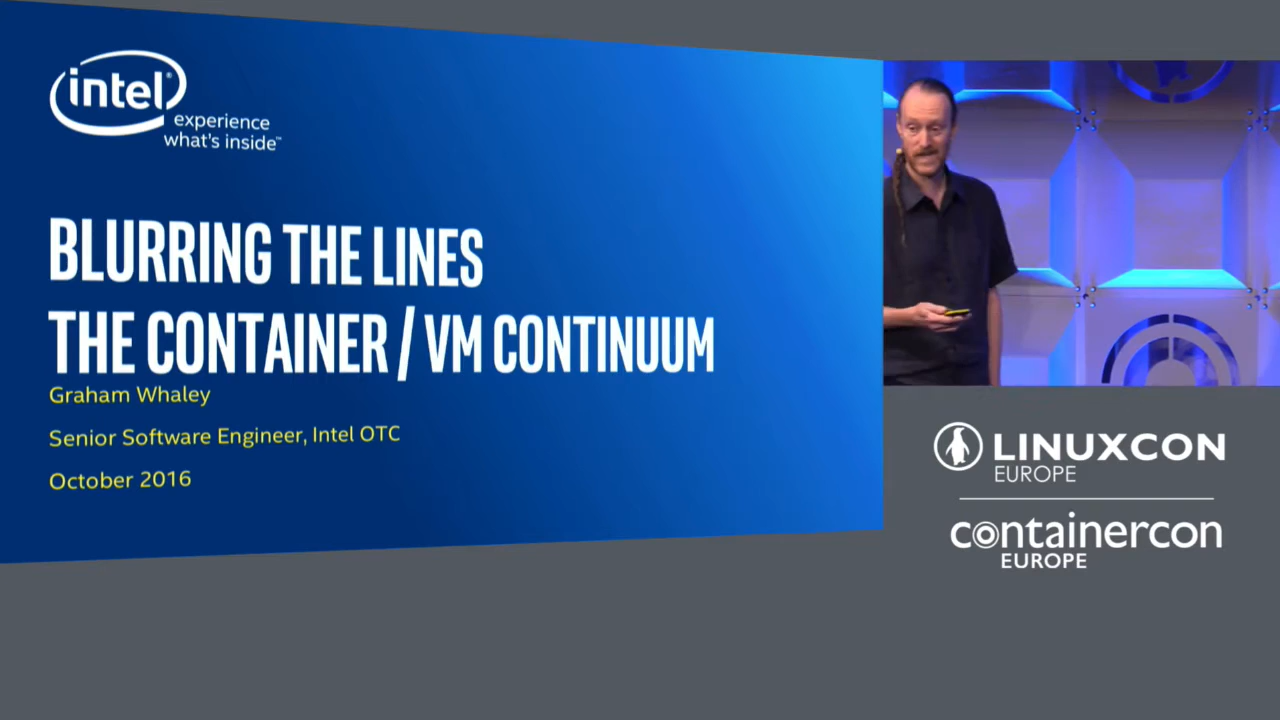 intel®
experience
what's inside™
BLURRING THE LINES
THE CONTAINER / VM CONTINUUM
Graham Whaley
Senior Software Engineer, Intel OTC
October 2016
LINUXCON
EUROPE
containercon
EUROPE